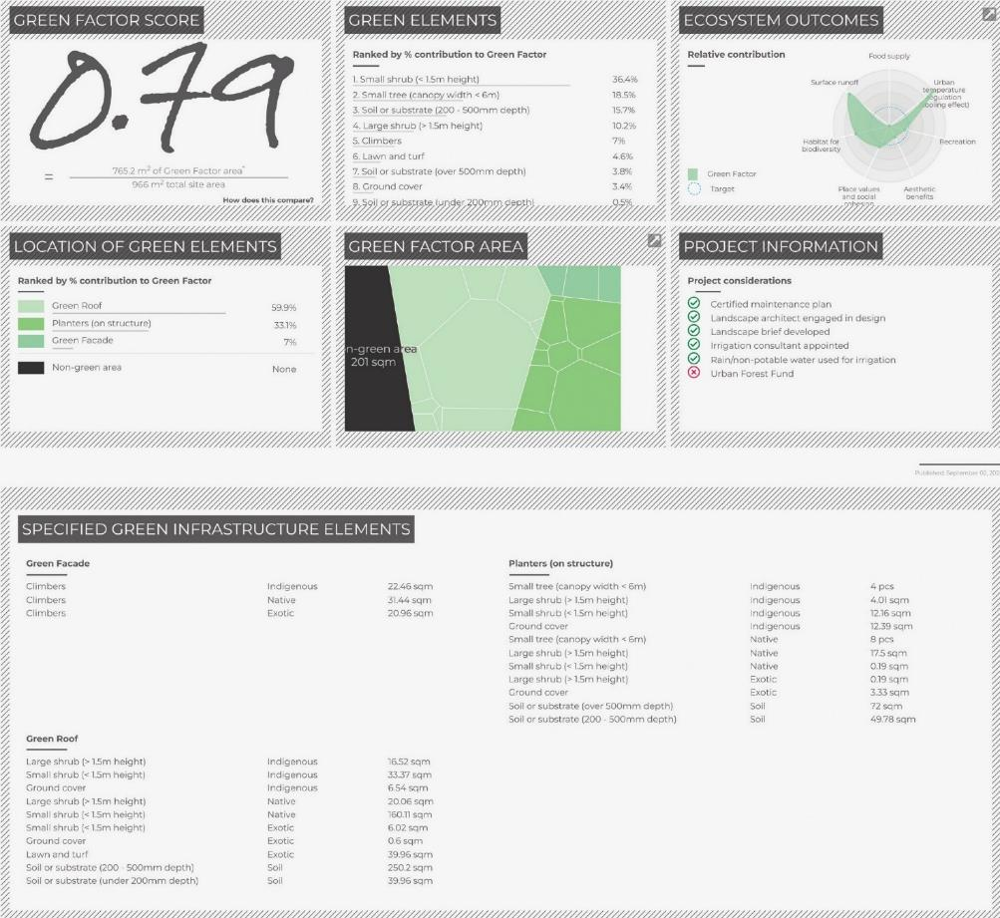 GREEN FACTOR SCORE
0.79
= 765.2 m² of Green Factor area*
966 m² total site area
How does this compare?
GREEN ELEMENTS
Ranked by % contribution to Green Factor
1. Small shrub (< 1.5m height) 36.4%
2. Small tree (canopy width < 6m) 18.5%
3. Soil or substrate (200 - 500mm depth) 15.7%
4. Large shrub (> 1.5m height) 10.2%
5. Climbers 7%
6. Lawn and turf 4.6%
7. Soil or substrate (over 500mm depth) 3.8%
8. Ground cover 3.4%
9. Soil or substrate (under 200mm depth) 0.5%
ECOSYSTEM OUTCOMES
Relative contribution
Food supply
Surface runoff
Urban
temperature
regulation
(cooling effect)
Habitat for
biodiversity
Recreation
Place values
and social
cohesion
Aesthetic
benefits
Green Factor
Target
LOCATION OF GREEN ELEMENTS
Ranked by % contribution to Green Factor
Green Roof 59.9%
Planters (on structure) 33.1%
Green Facade 7%
Non-green area None
GREEN FACTOR AREA
n-green area
201 sqm
PROJECT INFORMATION
Project considerations
Certified maintenance plan
Landscape architect engaged in design
Landscape brief developed
Irrigation consultant appointed
Rain/non-potable water used for irrigation
Urban Forest Fund
Published: September 02, 202
SPECIFIED GREEN INFRASTRUCTURE ELEMENTS
Green Facade
Climbers Indigenous 22.46 sqm
Climbers Native 31.44 sqm
Climbers Exotic 20.96 sqm
Green Roof
Large shrub (> 1.5m height) Indigenous 16.52 sqm
Small shrub (< 1.5m height) Indigenous 33.37 sqm
Ground cover Indigenous 6.54 sqm
Large shrub (> 1.5m height) Native 20.06 sqm
Small shrub (< 1.5m height) Native 160.11 sqm
Small shrub (< 1.5m height) Exotic 6.02 sqm
Ground cover Exotic 0.6 sqm
Lawn and turf Exotic 39.96 sqm
Soil or substrate (200 - 500mm depth) Soil 250.2 sqm
Soil or substrate (under 200mm depth) Soil 39.96 sqm
Planters (on structure)
Small tree (canopy width < 6m) Indigenous 4 pcs
Large shrub (> 1.5m height) Indigenous 4.01 sqm
Small shrub (< 1.5m height) Indigenous 12.16 sqm
Ground cover Indigenous 12.39 sqm
Small tree (canopy width < 6m) Native 8 pcs
Large shrub (> 1.5m height) Native 17.5 sqm
Small shrub (< 1.5m height) Native 0.19 sqm
Large shrub (> 1.5m height) Exotic 0.19 sqm
Ground cover Exotic 3.33 sqm
Soil or substrate (over 500mm depth) Soil 72 sqm
Soil or substrate (200 - 500mm depth) Soil 49.78 sqm